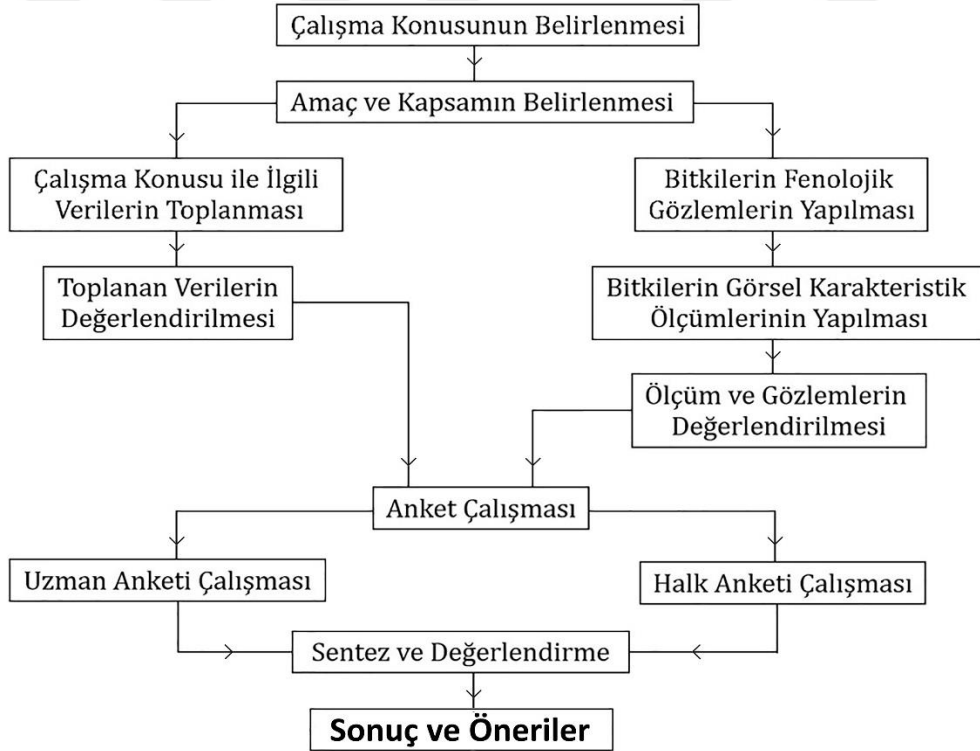 Çalışma Konusunun Belirlenmesi
Amaç ve Kapsamın Belirlenmesi
Çalışma Konusu ile İlgili
Verilerin Toplanması
Bitkilerin Fenolojik
Gözlemlerin Yapılması
Toplanan Verilerin
Değerlendirilmesi
Bitkilerin Görsel Karakteristik
Ölçümlerinin Yapılması
Ölçüm ve Gözlemlerin
Değerlendirilmesi
Anket Çalışması
Uzman Anketi Çalışması
Halk Anketi Çalışması
Sentez ve Değerlendirme
Sonuç ve Öneriler